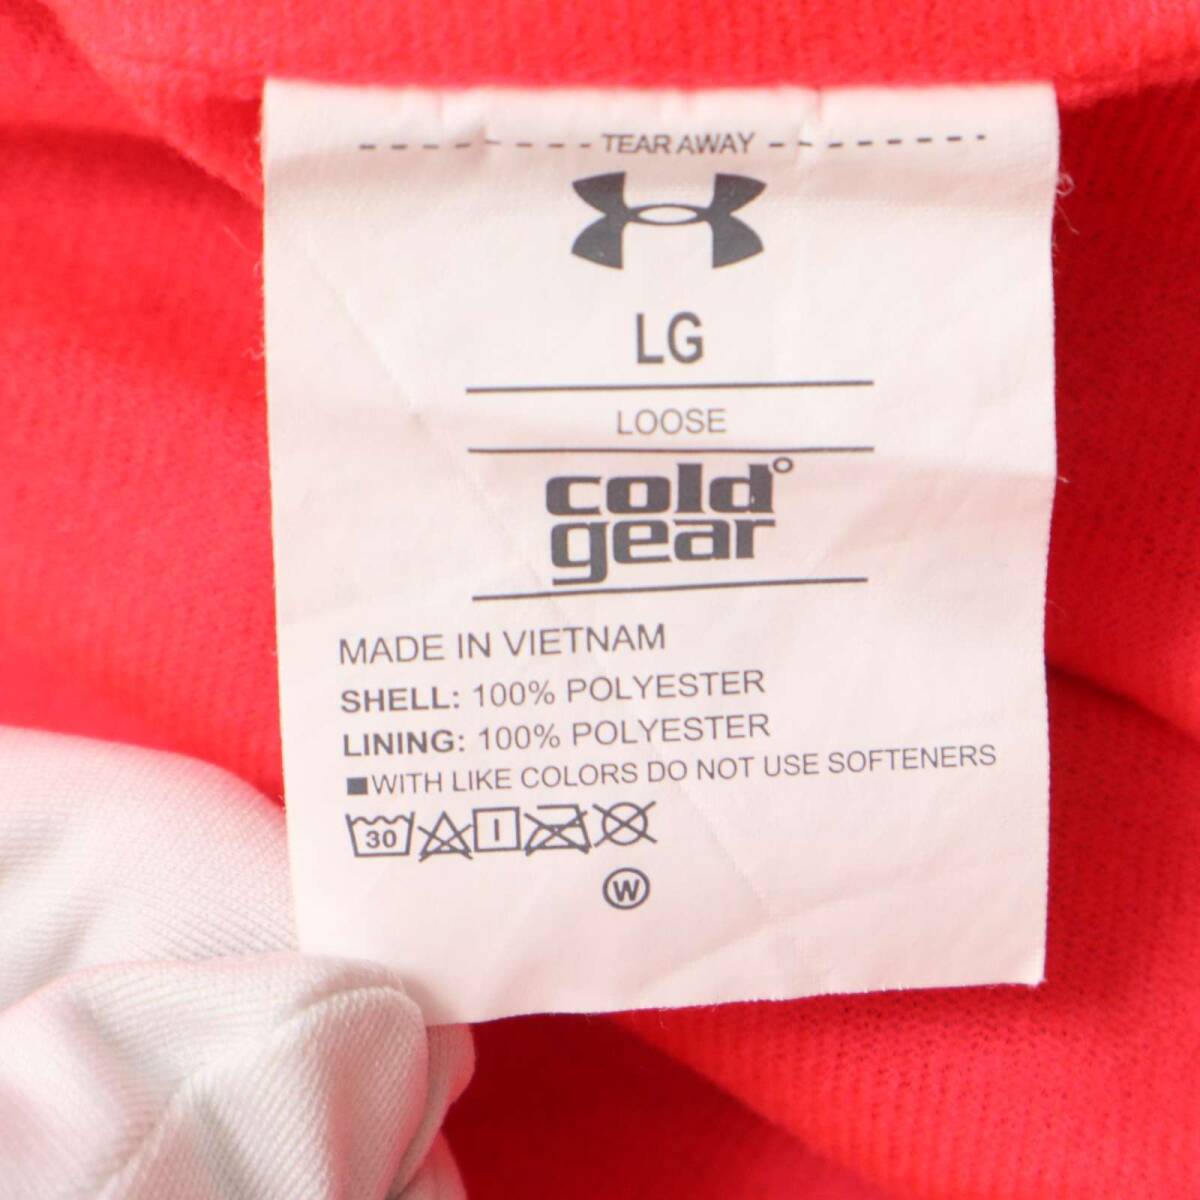 TEAR AWAY
LG
LOOSE
cold°
gear
MADE IN VIETNAM
SHELL: 100% POLYESTER
LINING: 100% POLYESTER
■WITH LIKE COLORS DO NOT USE SOFTENERS
30 I
W